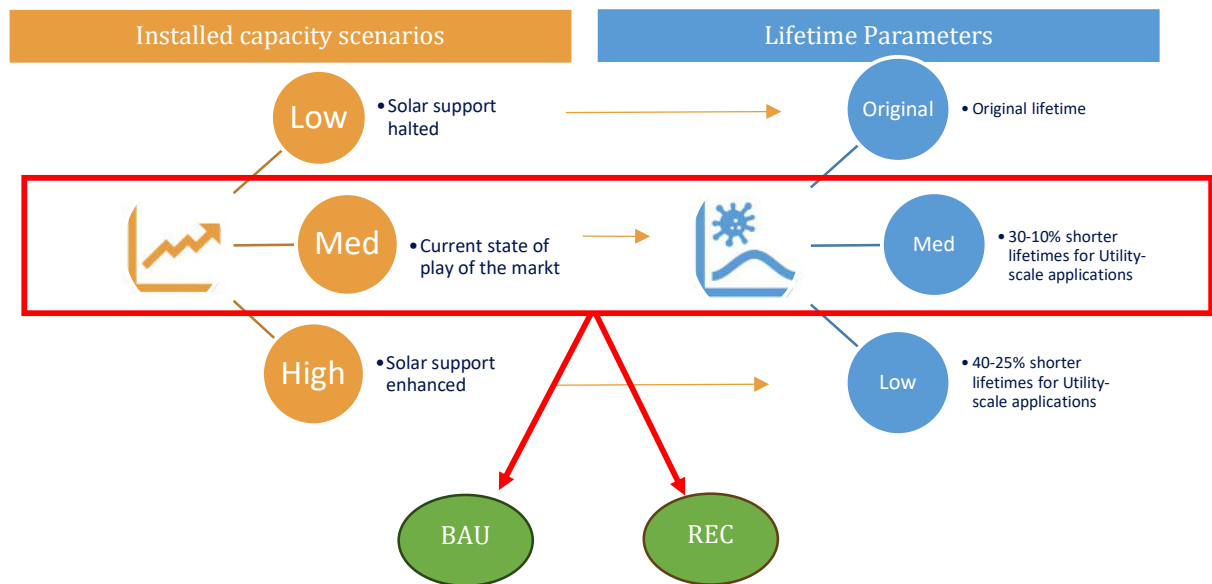 Installed capacity scenarios
Lifetime Parameters
Low
•Solar support
halted
Original
•Original lifetime
Med
•Current state of
play of the markt
Med
•30-10% shorter
lifetimes for Utility-
scale applications
High
•Solar support
enhanced
Low
•40-25% shorter
lifetimes for Utility-
scale applications
BAU
REC